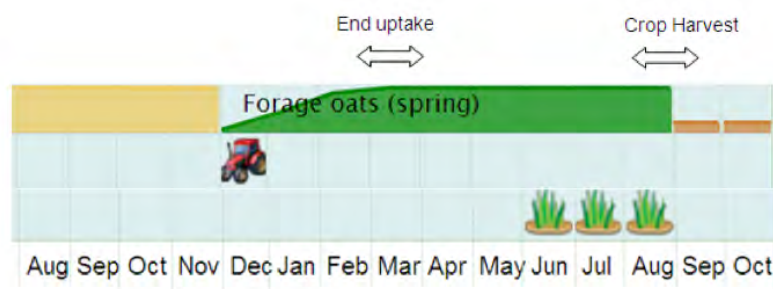 End uptake
Crop Harvest
Forage oats (spring)
Aug Sep Oct Nov Dec Jan Feb Mar Apr May Jun Jul Aug Sep Oct